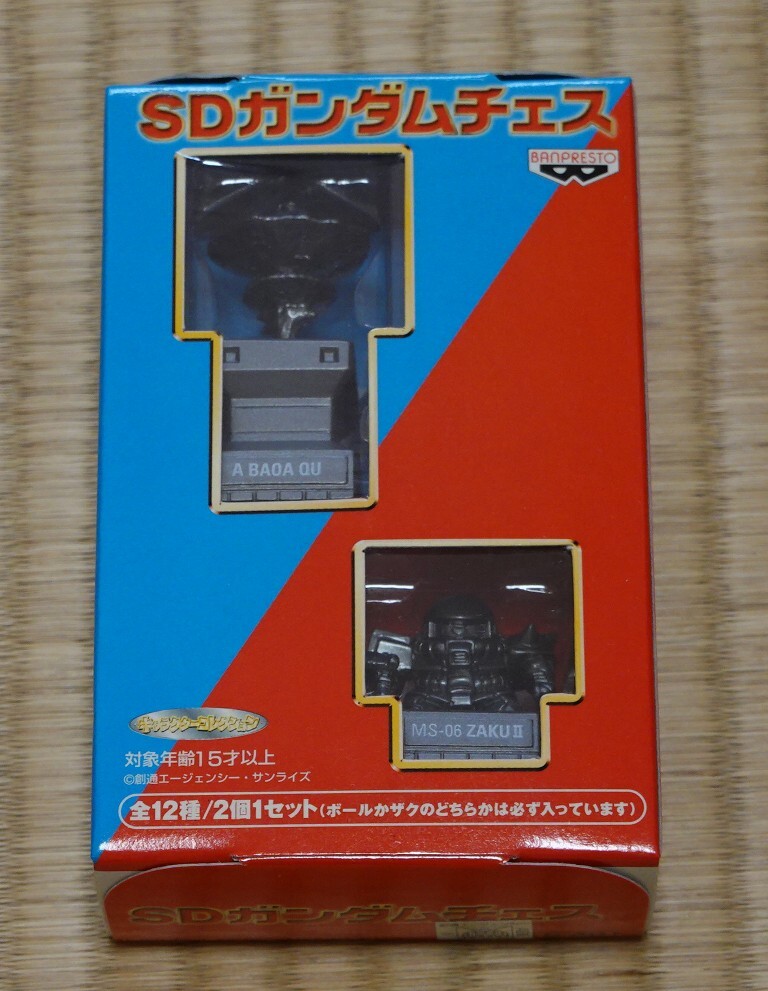 SDガンダムチェス
BANPRESTO
A BAOA QU
MS-06 ZAKUⅡ
キャラクターコレクション
対象年齢15才以上
©創通エージェンシー・サンライズ
全12種/2個1セット(ボールかザクのどちらかは必ず入っています)
SDガンダムチェス